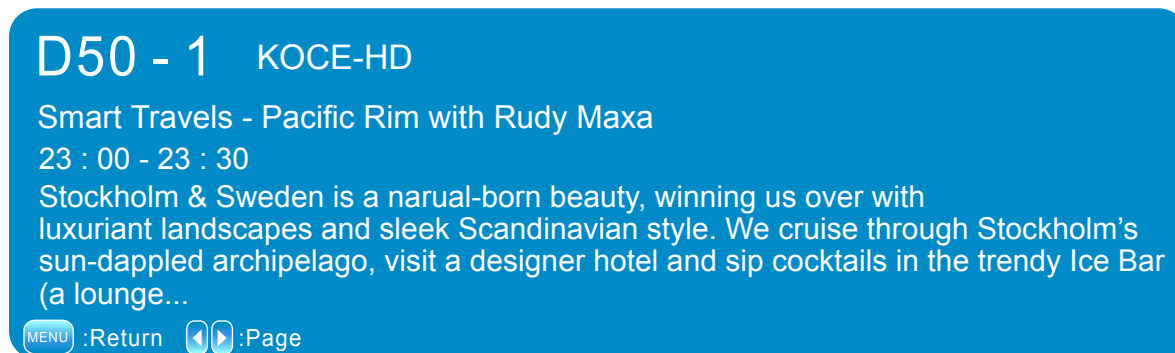 D50 - 1 KOCE-HD
Smart Travels - Pacific Rim with Rudy Maxa
23 : 00 - 23 : 30
Stockholm & Sweden is a narual-born beauty, winning us over with
luxuriant landscapes and sleek Scandinavian style. We cruise through Stockholm's
sun-dappled archipelago, visit a designer hotel and sip cocktails in the trendy Ice Bar
(a lounge...
MENU :Return :Page